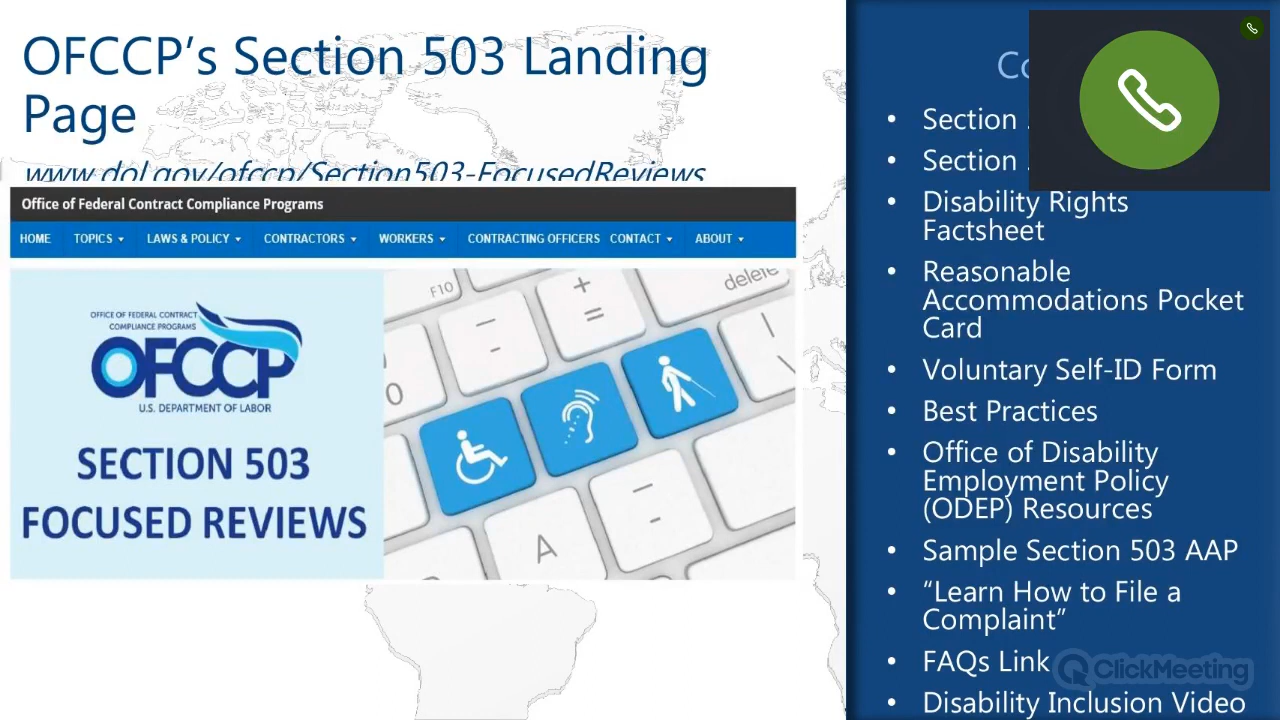 OFCCP’s Section 503 Landing
Page
www.dol.gov/ofccp/Section503-FocusedReviews
Office of Federal Contract Compliance Programs
HOME TOPICS LAWS & POLICY CONTRACTORS WORKERS CONTRACTING OFFICERS CONTACT ABOUT
OFFICE OF FEDERAL CONTRACT
COMPLIANCE PROGRAMS
OFCCP
U.S. DEPARTMENT OF LABOR
SECTION 503
FOCUSED REVIEWS
F10
delete
+
=
-
0
A
• Section
• Section
• Disability Rights
Factsheet
• Reasonable
Accommodations Pocket
Card
• Voluntary Self-ID Form
• Best Practices
• Office of Disability
Employment Policy
(ODEP) Resources
• Sample Section 503 AAP
• “Learn How to File a
Complaint”
• FAQs Link
ClickMeeting
• Disability Inclusion Video